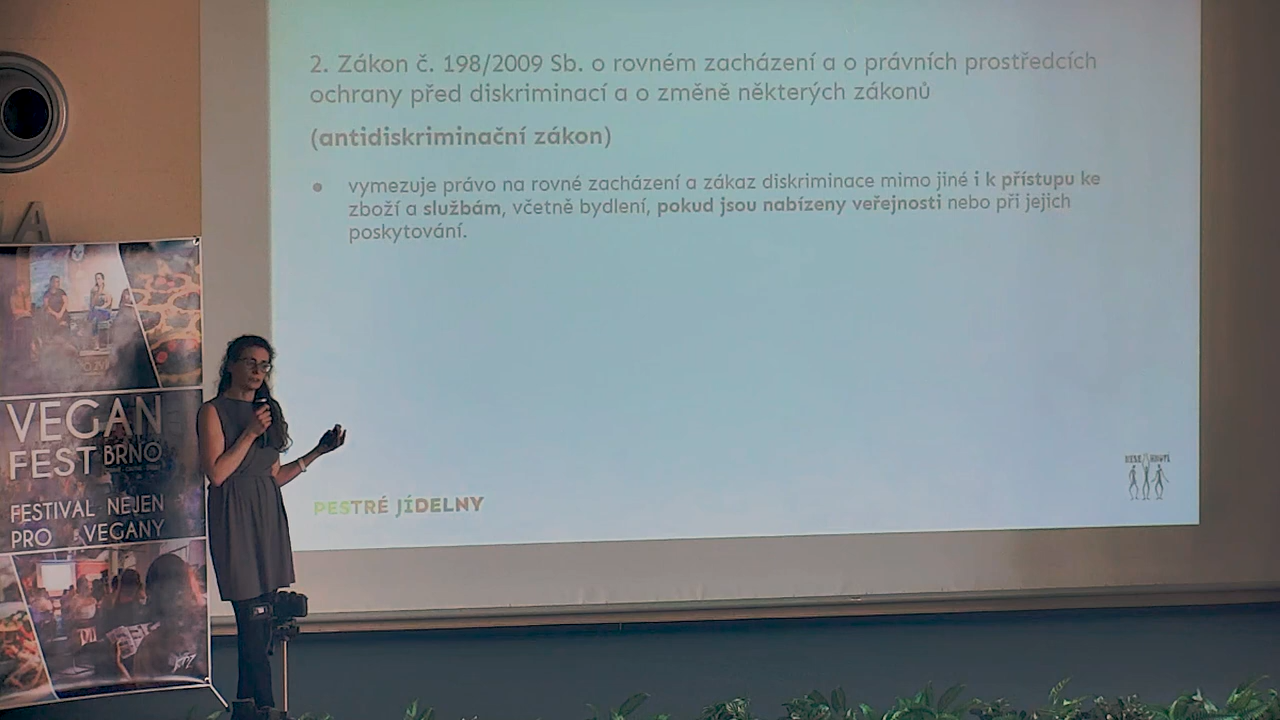 2. Zákon č. 198/2009 Sb. o rovném zacházení a o právních prostředcích
ochrany před diskriminací a o změně některých zákonů
(antidiskriminační zákon)
vymezuje právo na rovné zacházení a zákaz diskriminace mimo jiné i k přístupu ke
zboží a službám, včetně bydlení, pokud jsou nabízeny veřejnosti nebo při jejich
poskytování.
PESTRÉ JÍDELNY
A
VEGAN
FEST BRNO
FESTIVAL NEJEN
PRO VEGANY